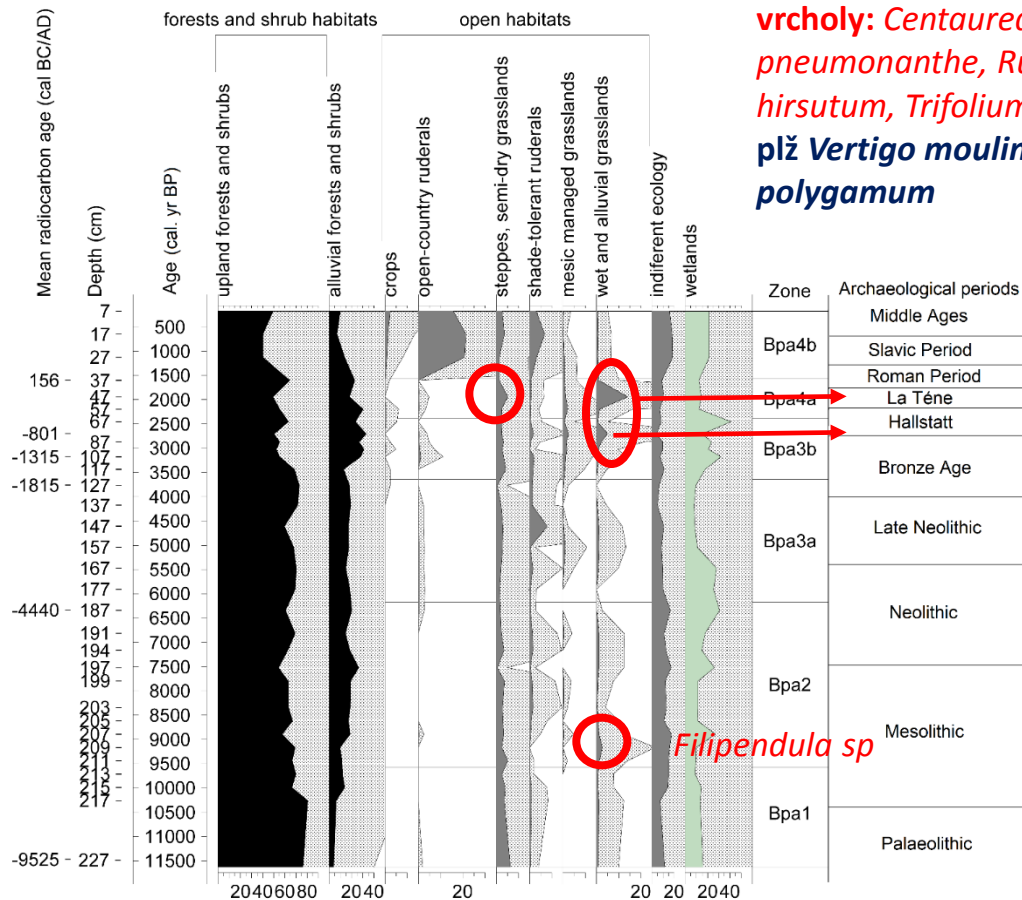 vrcholy: Centaurea
pneumonanthe, Ru
hirsutum, Trifolium
plž Vertigo moulin
polygamum
forests and shrub habitats
open habitats
Mean radiocarbon age (cal BC/AD)
Depth (cm)
Age (cal. yr BP)
upland forests and shrubs
alluvial forests and shrubs
crops
open-country ruderals
steppes, semi-dry grasslands
shade-tolerant ruderals
mesic managed grasslands
wet and alluvial grasslands
indiferent ecology
wetlands
Zone
Archaeological periods
156
-801
-1315
-1815
-4440
-9525
7
17
27
37
47
57
67
87
107
117
127
137
147
157
167
177
187
191
194
197
199
203
205
207
209
211
213
215
217
227
500
1000
1500
2000
2500
3000
3500
4000
4500
5000
5500
6000
6500
7000
7500
8000
8500
9000
9500
10000
10500
11000
11500
Bpa4b
Bpa4a
Bpa3b
Bpa3a
Bpa2
Bpa1
Middle Ages
Slavic Period
Roman Period
La Téne
Hallstatt
Bronze Age
Late Neolithic
Neolithic
Mesolithic
Palaeolithic
Filipendula sp
20406080 2040 20 20 20 2040